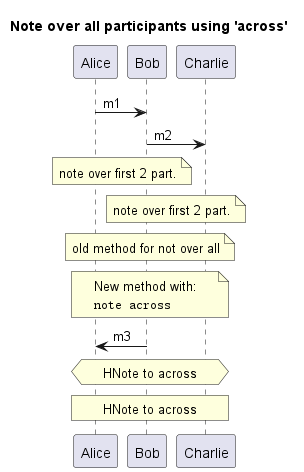 Note over all participants using 'across'
Alice Bob Charlie
m1
m2
note over first 2 part.
note over first 2 part.
old method for not over all
New method with:
note across
m3
HNote to across
HNote to across
Alice Bob Charlie